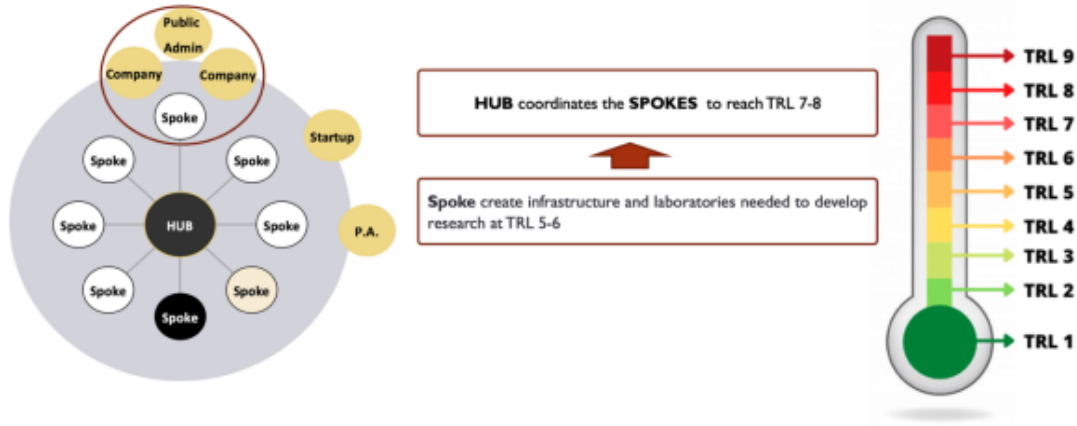 Public
Admin
Company
Company
Spoke
Startup
Spoke
Spoke
Spoke
HUB
Spoke
P.A.
Spoke
Spoke
Spoke
HUB coordinates the SPOKES to reach TRL 7-8
Spoke create infrastructure and laboratories needed to develop
research at TRL 5-6
TRL 9
TRL 8
TRL 7
TRL 6
TRL 5
TRL 4
TRL 3
TRL 2
TRL 1